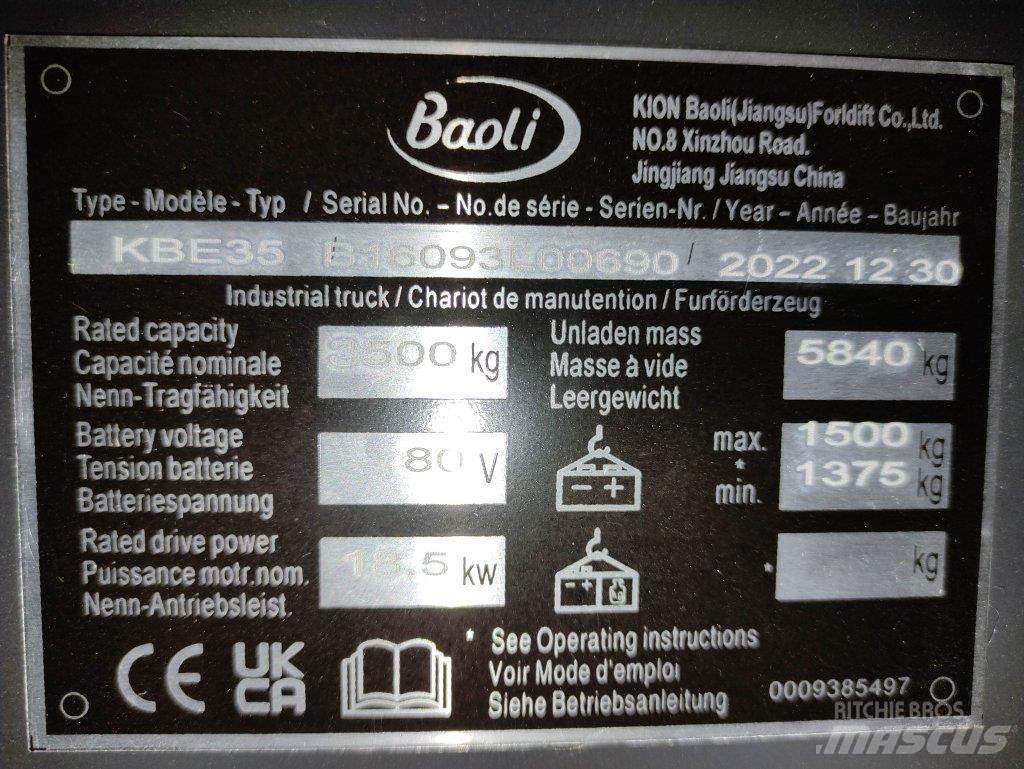 Baoli
KION Baoli(Jiangsu)Forldift Co.,Ltd.
NO.8 Xinzhou Road.
Jingjiang Jiangsu China
Type - Modèle - Typ / Serial No. – No.de série - Serien-Nr. / Year – Année – Baujahr
KBE35 B16093L00690 / 2022 12 30
Industrial truck / Chariot de manutention / Furförderzeug
Rated capacity
Capacité nominale
Nenn-Tragfähigkeit
3500 kg
Unladen mass
Masse à vide
Leergewicht
5840 kg
Battery voltage
Tension batterie
Batteriespannung
80 V
- +
max. 1500 kg
*
min. 1375 kg
Rated drive power
Puissance motr.nom.
Nenn-Antriebsleist.
18.5 kw
- + kg
* kg
CE UK
CA
* See Operating instructions
Voir Mode d'emploi
Siehe Betriebsanleitung
0009385497
RITCHIE BROS.
MASCUS